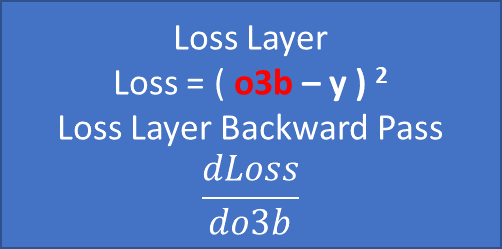 Loss Layer
Loss = ( o3b – y ) ²
Loss Layer Backward Pass
dLoss
do3b